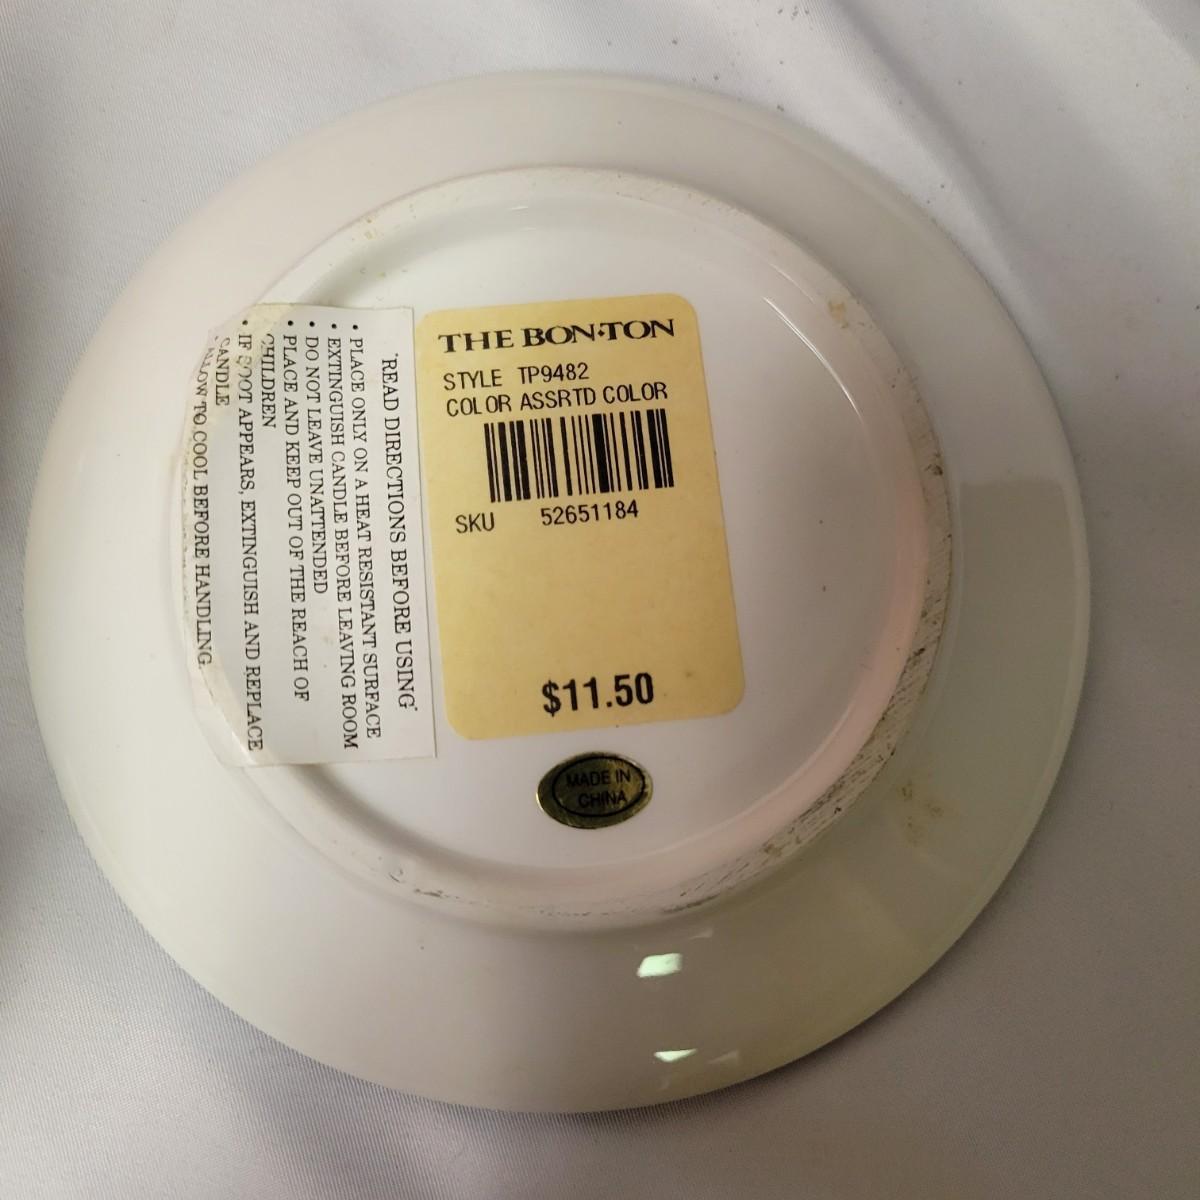 THE BON·TON
STYLE TP9482
COLOR ASSRTD COLOR
SKU 52651184
$11.50
MADE IN
CHINA
"READ DIRECTIONS BEFORE USING"
• PLACE ONLY ON A HEAT RESISTANT SURFACE
• EXTINGUISH CANDLE BEFORE LEAVING ROOM
• DO NOT LEAVE UNATTENDED
• PLACE AND KEEP OUT OF THE REACH OF
CHILDREN
• IF SOOT APPEARS, EXTINGUISH AND REPLACE
CANDLE
• ALLOW TO COOL BEFORE HANDLING.